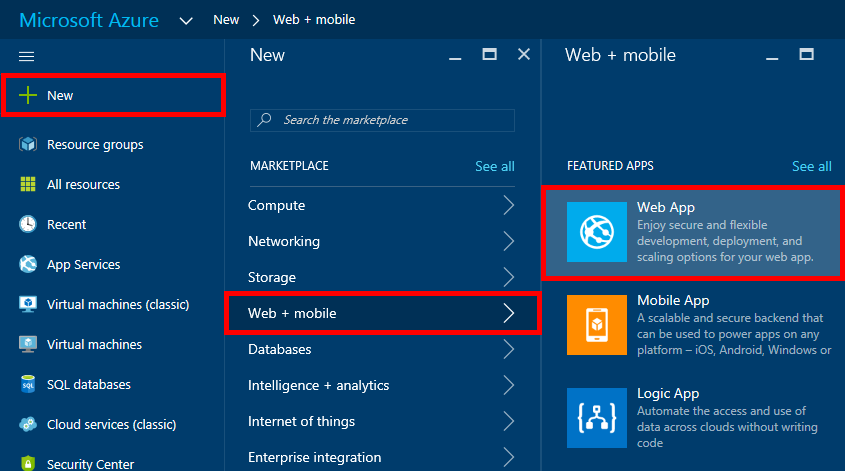 Microsoft Azure
New
Web + mobile
New
Resource groups
All resources
Recent
App Services
Virtual machines (classic)
Virtual machines
SQL databases
Cloud services (classic)
Security Center
New
Search the marketplace
MARKETPLACE
See all
Compute
Networking
Storage
Web + mobile
Databases
Intelligence + analytics
Internet of things
Enterprise integration
Web + mobile
FEATURED APPS
See all
Web App
Enjoy secure and flexible
development, deployment, and
scaling options for your web app.
Mobile App
A scalable and secure backend that
can be used to power apps on any
platform – iOS, Android, Windows or
Logic App
Automate the access and use of
data across clouds without writing
code